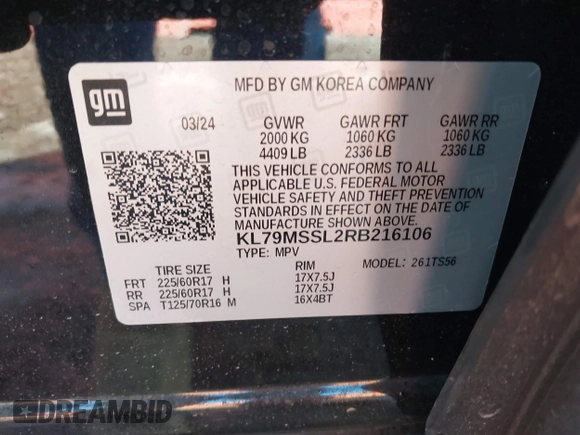 gm
MFD BY GM KOREA COMPANY
03/24 GVWR GAWR FRT GAWR RR
2000 KG 1060 KG 1060 KG
4409 LB 2336 LB 2336 LB
THIS VEHICLE CONFORMS TO ALL
APPLICABLE U.S. FEDERAL MOTOR
VEHICLE SAFETY AND THEFT PREVENTION
STANDARDS IN EFFECT ON THE DATE OF
MANUFACTURE SHOWN ABOVE.
KL79MSSL2RB216106
TYPE: MPV MODEL: 261TS56
TIRE SIZE RIM
FRT 225/60R17 H 17X7.5J
RR 225/60R17 H 17X7.5J
SPA T125/70R16 M 16X4BT
DREAMBID